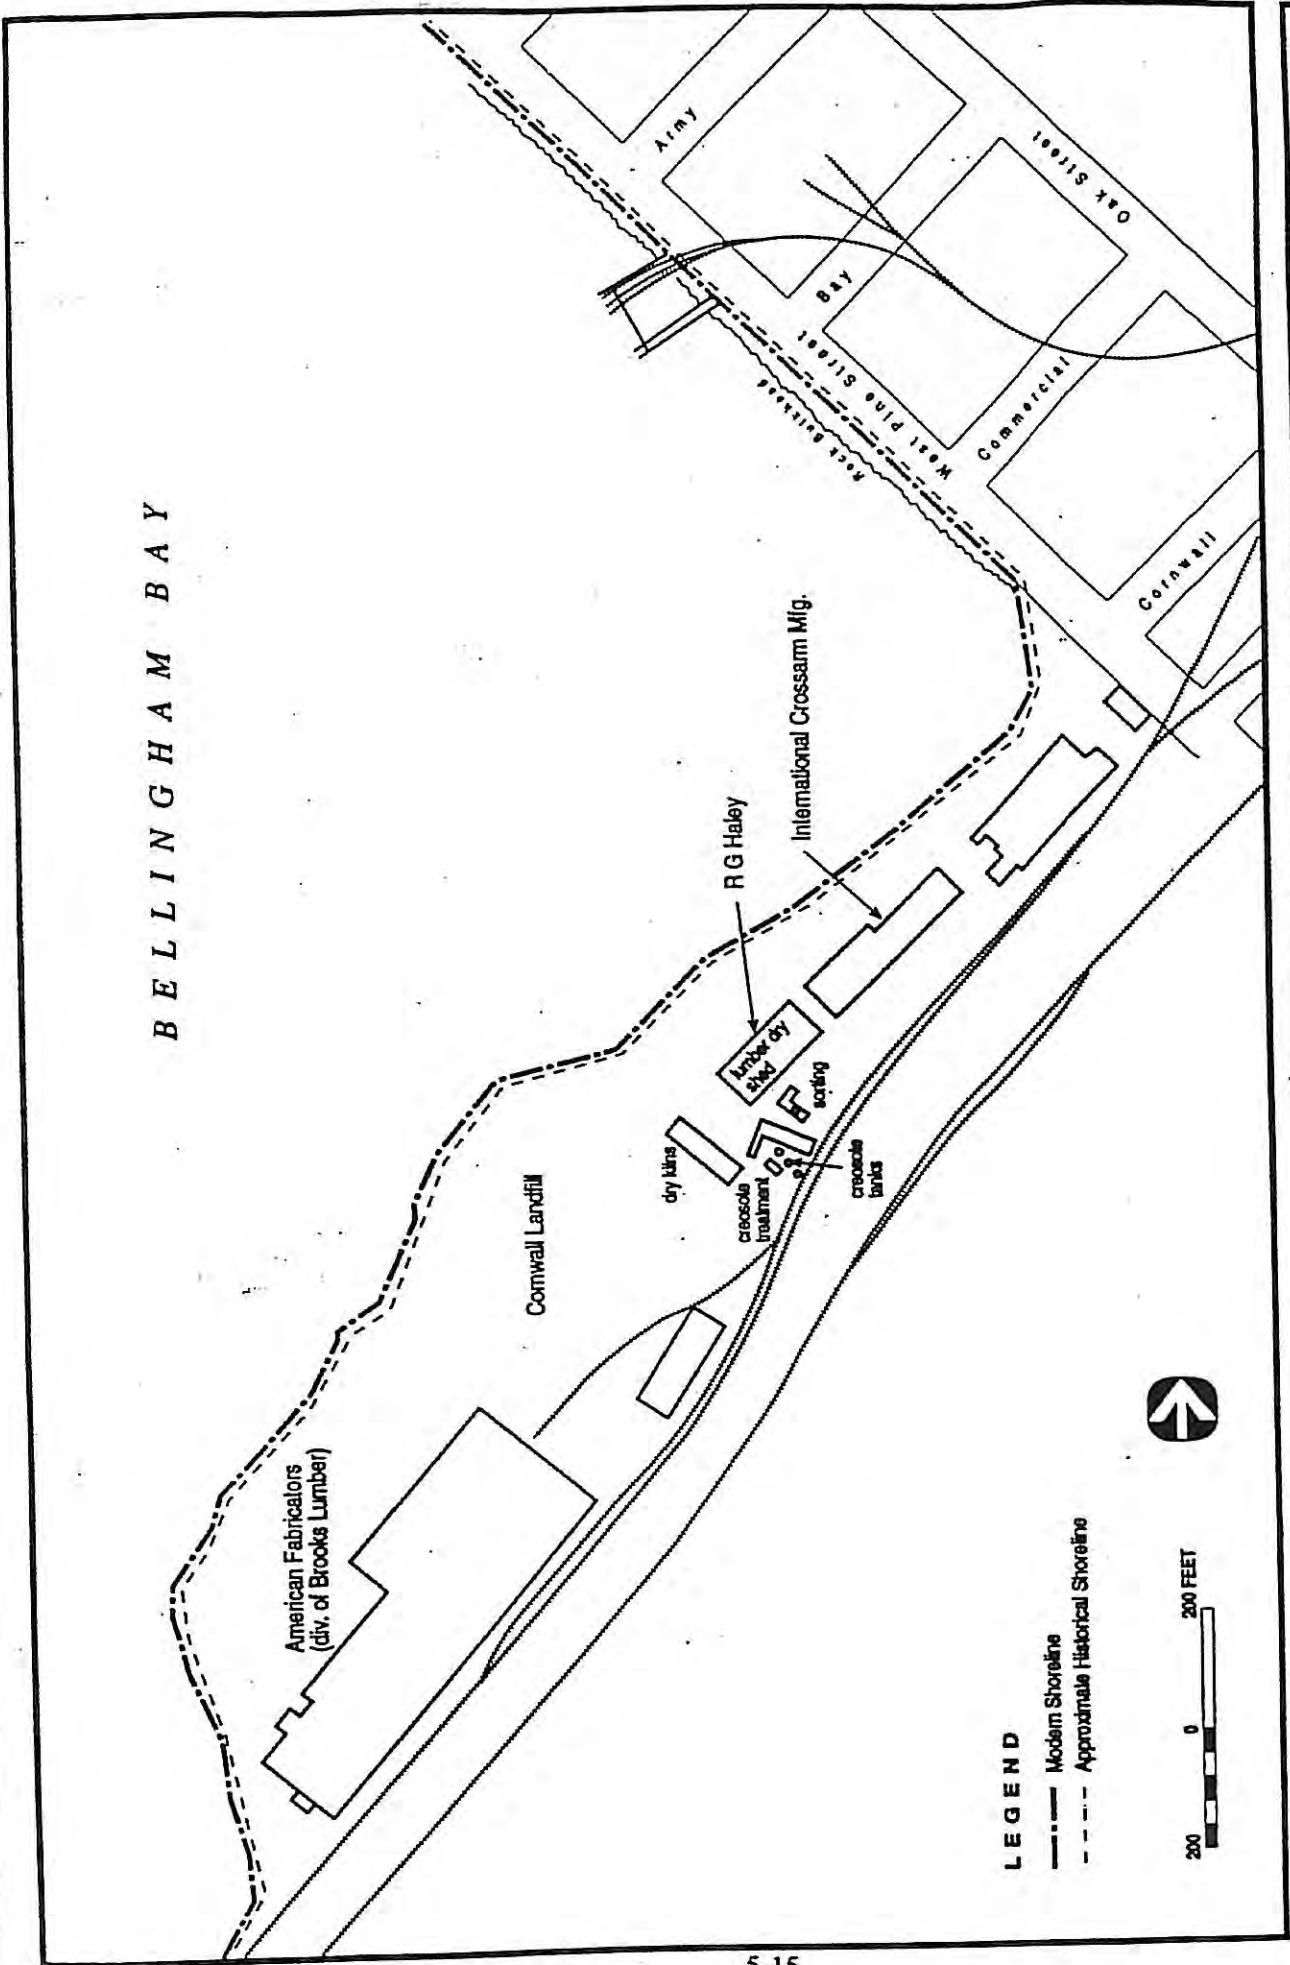 BELLINGHAM BAY
Army
Oak Street
Bay
West Pine Street
Rock Bulkhead
Commercial
Cornwall
International Crossarm Mfg.
R G Haley
lumber dry
shed
sorting
dry kilns
creosote
treatment
creosote
tanks
Cornwall Landfill
American Fabricators
(div. of Brooks Lumber)
LEGEND
Modern Shoreline
Approximate Historical Shoreline
200 0 200 FEET
5-15